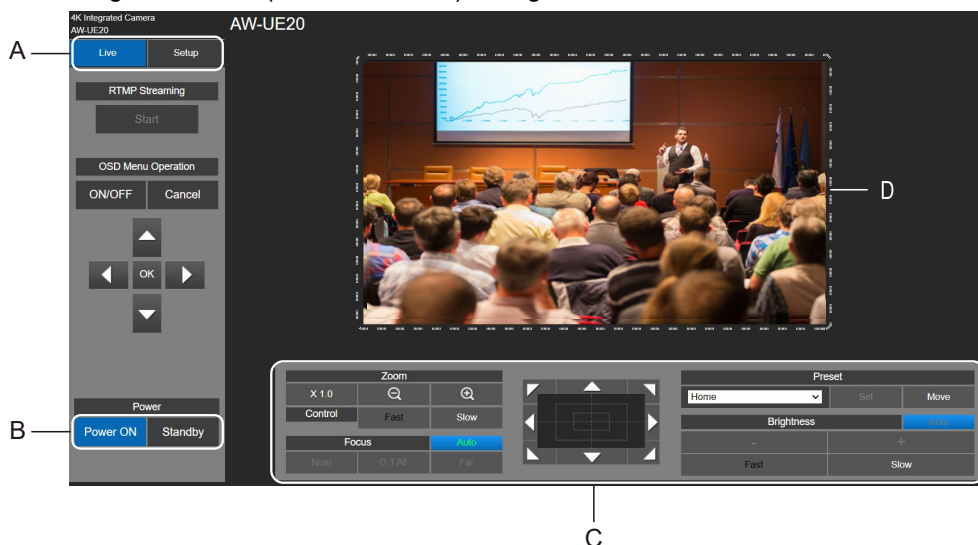 4K Integrated Camera
AW-UE20
AW-UE20
A
Live
Setup
RTMP Streaming
Start
OSD Menu Operation
ON/OFF
Cancel
OK
D
Power
B
Power ON
Standby
Zoom
X 1.0
Control
Fast
Slow
Focus
Auto
Near
O.T.AF
Far
Preset
Home
Set
Move
Brightness
Auto
-
+
Fast
Slow
C